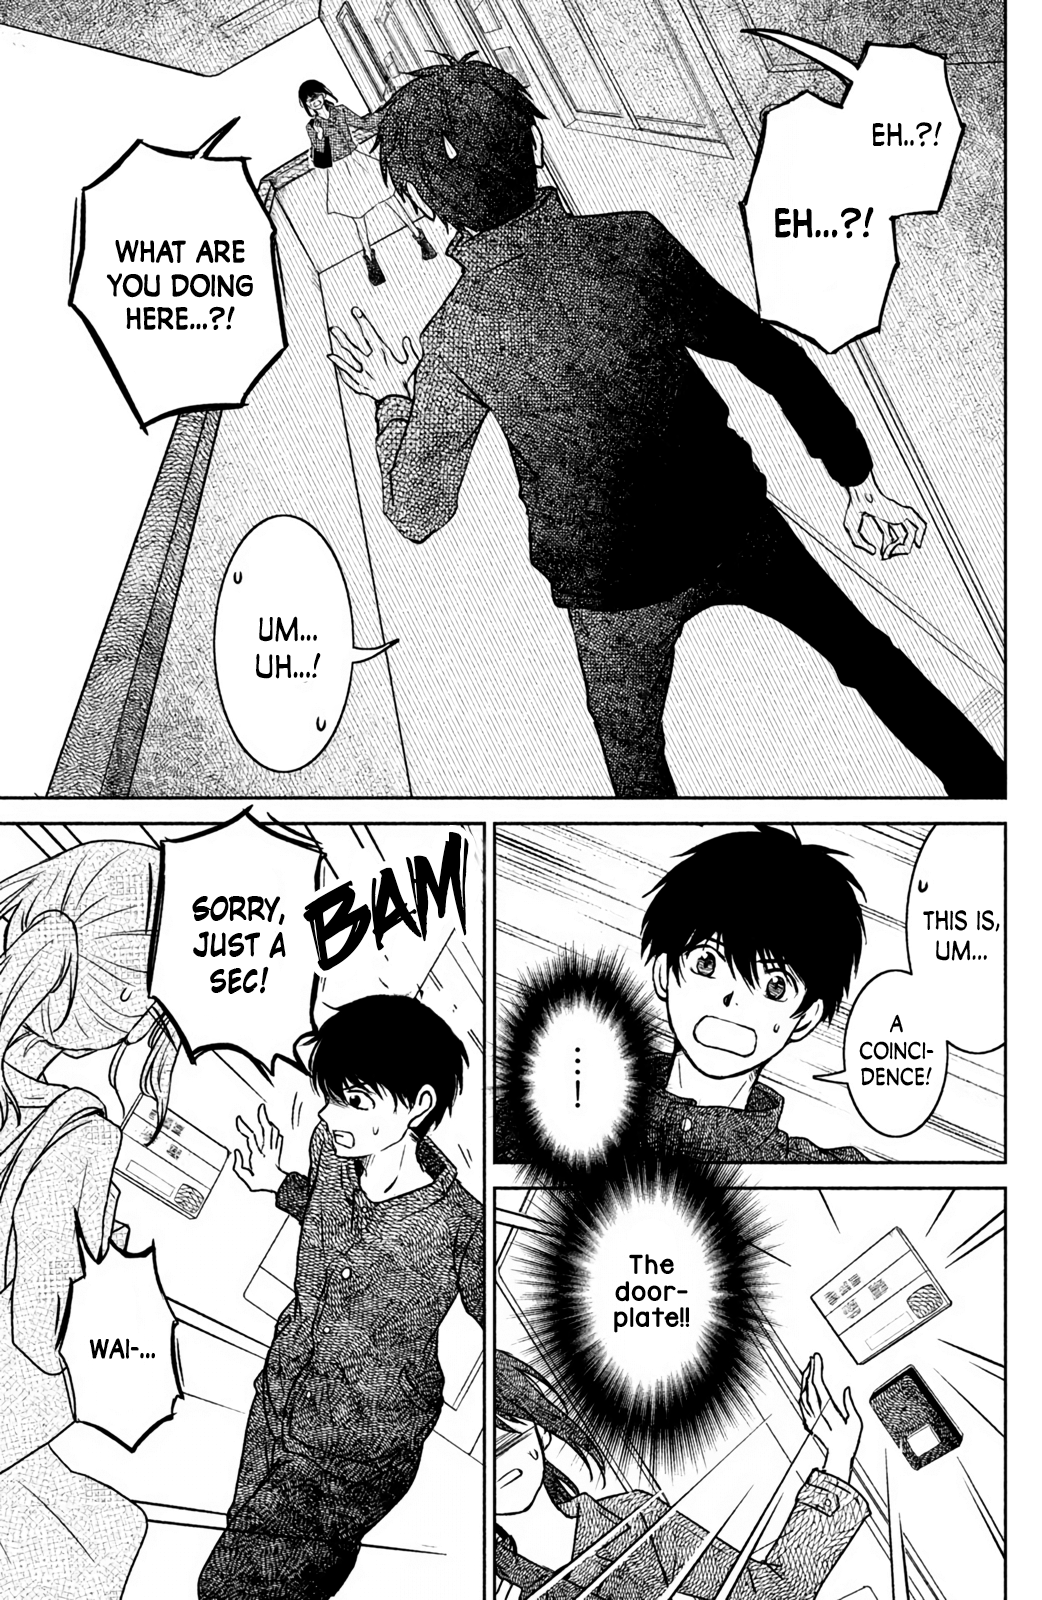 EH..?!
EH...?!
WHAT ARE
YOU DOING
HERE...?!
UM...
UH...!
THIS IS,
UM...
A
COINCI-
DENCE!
...!
The
door-
plate!!
BAM
SORRY,
JUST A
SEC!
WAI-...